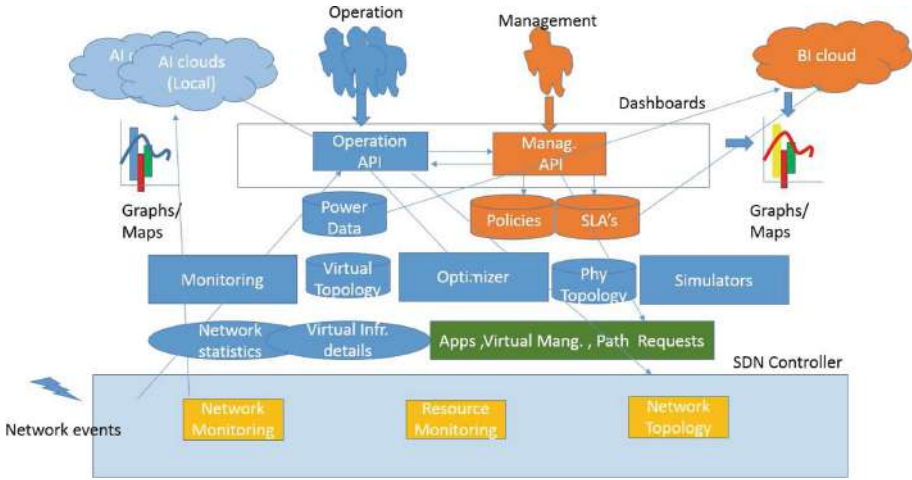 Operation
Management
AI c
AI clouds
(Local)
BI cloud
Dashboards
Operation
API
Manag.
API
Graphs/
Maps
Power
Data
Policies
SLA's
Graphs/
Maps
Monitoring
Virtual
Topology
Optimizer
Phy
Topology
Simulators
Network
statistics
Virtual Infr.
details
Apps ,Virtual Mang. , Path Requests
SDN Controller
Network events
Network
Monitoring
Resource
Monitoring
Network
Topology